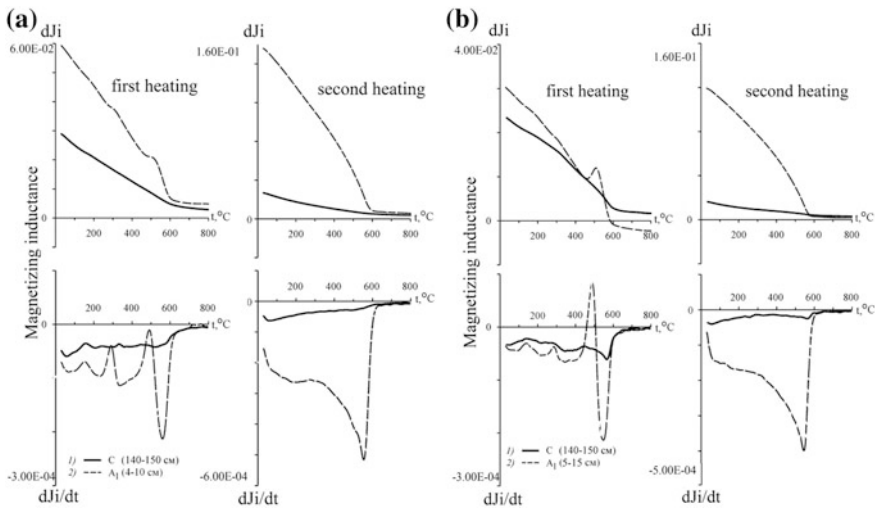 (a)
dJi
6.00E-02
first heating
0
200
400
600
800
t,°C
dJi
1.60E-01
second heating
0
200
400
600
800
t,°C
Magnetizing inductance
0
200
400
600
800
t,°C
1) C (140-150 см)
2) A1 (4-10 см)
-3.00E-04
dJi/dt
0
200
400
600
800
t,°C
-6.00E-04
dJi/dt
(b)
dJi
4.00E-02
first heating
0
200
400
600
800
t,°C
dJi
1.60E-01
second heating
0
200
400
600
800
t,°C
Magnetizing inductance
0
200
400
600
800
t,°C
1) C (140-150 см)
2) A1 (5-15 см)
-3.00E-04
dJi/dt
0
200
400
600
800
t,°C
-5.00E-04
dJi/dt